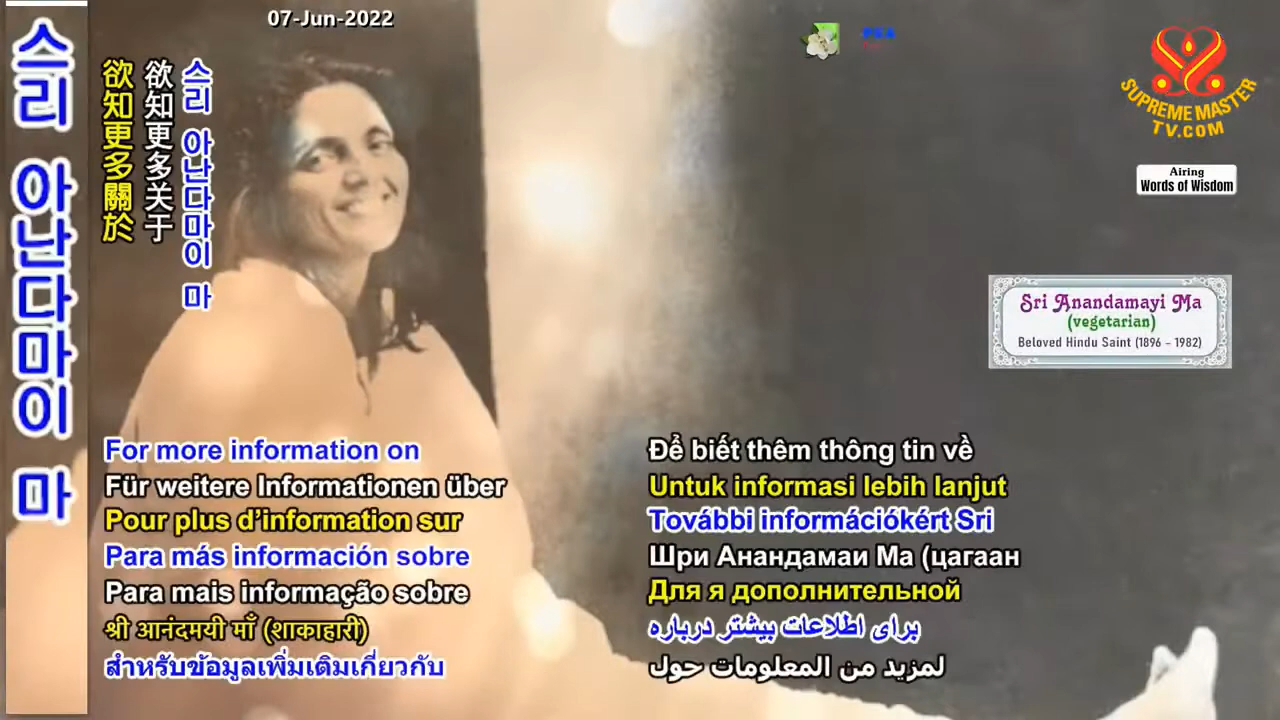 07-Jun-2022
스리 아난다마이 마
欲知更多關於
欲知更多关于
스리 아난다마이 마
SUPREME MASTER
TV.COM
Airing
Words of Wisdom
Sri Anandamayi Ma
(vegetarian)
Beloved Hindu Saint (1896 – 1982)
For more information on
Für weitere Informationen über
Pour plus d’information sur
Para más información sobre
Para mais informação sobre
श्री आनंदमयी माँ (शाकाहारी)
สำหรับข้อมูลเพิ่มเติมเกี่ยวกับ
Để biết thêm thông tin về
Untuk informasi lebih lanjut
További információkért Sri
Шри Анандамаи Ма (цагаан
Для я дополнительной
برای اطلاعات بیشتر درباره
لمزيد من المعلومات حول